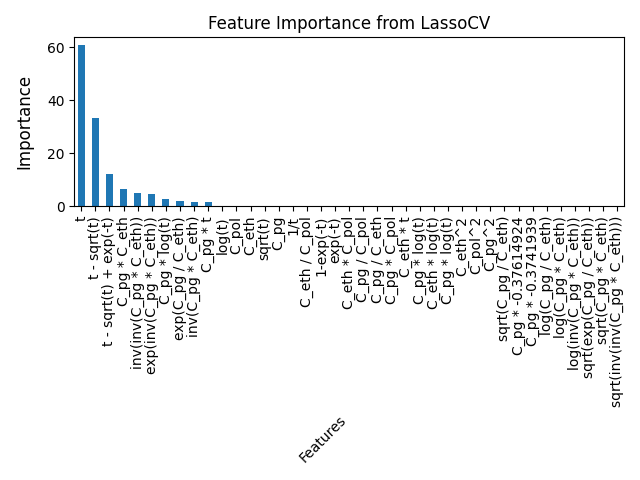 Feature Importance from LassoCV
60
40
20
0
Importance
t
t - sqrt(t)
t - sqrt(t) + exp(-t)
C_pg * C_eth
inv(inv(C_pg * C_eth))
exp(inv(C_pg * C_eth))
C_pg * log(t)
exp(C_pg / C_eth)
inv(C_pg * C_eth)
C_pg * t
log(t)
C_pol
C_eth
sqrt(t)
C_pg
1/t
C_eth / C_pol
1-exp(-t)
exp(-t)
C_eth * C_pol
C_pg / C_pol
C_pg / C_eth
C_pg * C_pol
C_eth * t
C_pg * log(t)
C_eth * log(t)
C_pg * log(t)
C_eth^2
C_pol^2
C_pg^2
sqrt(C_pg / C_eth)
C_pg * -0.37614924
C_pg * -0.3741939
log(C_pg / C_eth)
log(C_pg * C_eth)
log(inv(C_pg * C_eth))
sqrt(exp(C_pg / C_eth))
sqrt(C_pg * C_eth)
sqrt(inv(inv(C_pg * C_eth)))
Features